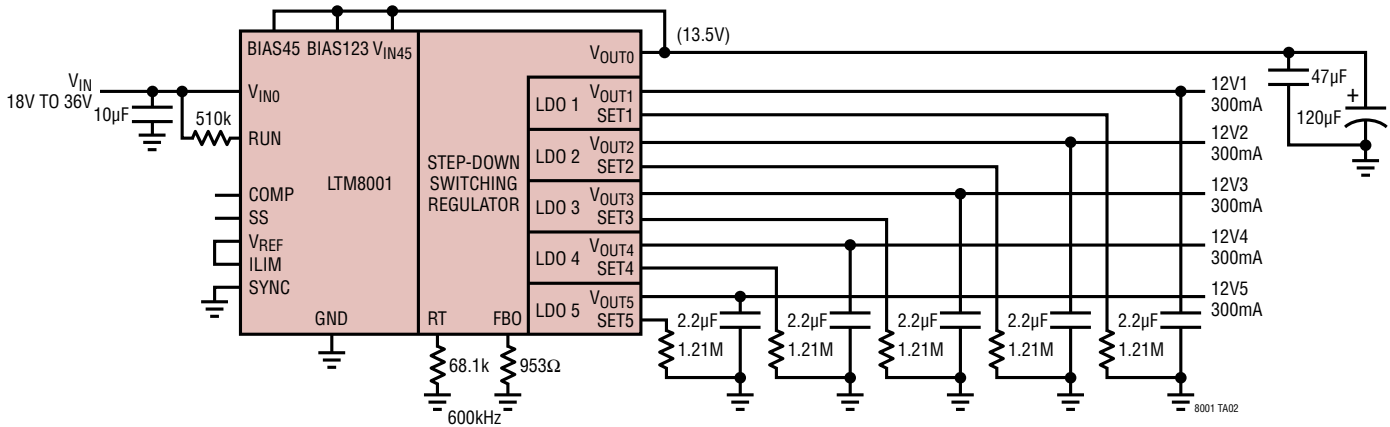 BIAS45 BIAS123 VIN45
VOUT0
(13.5V)
VIN
18V TO 36V
10µF
510k
VIN0
RUN
COMP
SS
VREF
ILIM
SYNC
GND
LTM8001
STEP-DOWN
SWITCHING
REGULATOR
RT
FBO
LDO 1
VOUT1
SET1
LDO 2
VOUT2
SET2
LDO 3
VOUT3
SET3
LDO 4
VOUT4
SET4
LDO 5
VOUT5
SET5
12V1
300mA
12V2
300mA
12V3
300mA
12V4
300mA
12V5
300mA
47µF
+
120µF
2.2µF
1.21M
2.2µF
1.21M
2.2µF
1.21M
2.2µF
1.21M
2.2µF
1.21M
68.1k
953Ω
600kHz
8001 TA02